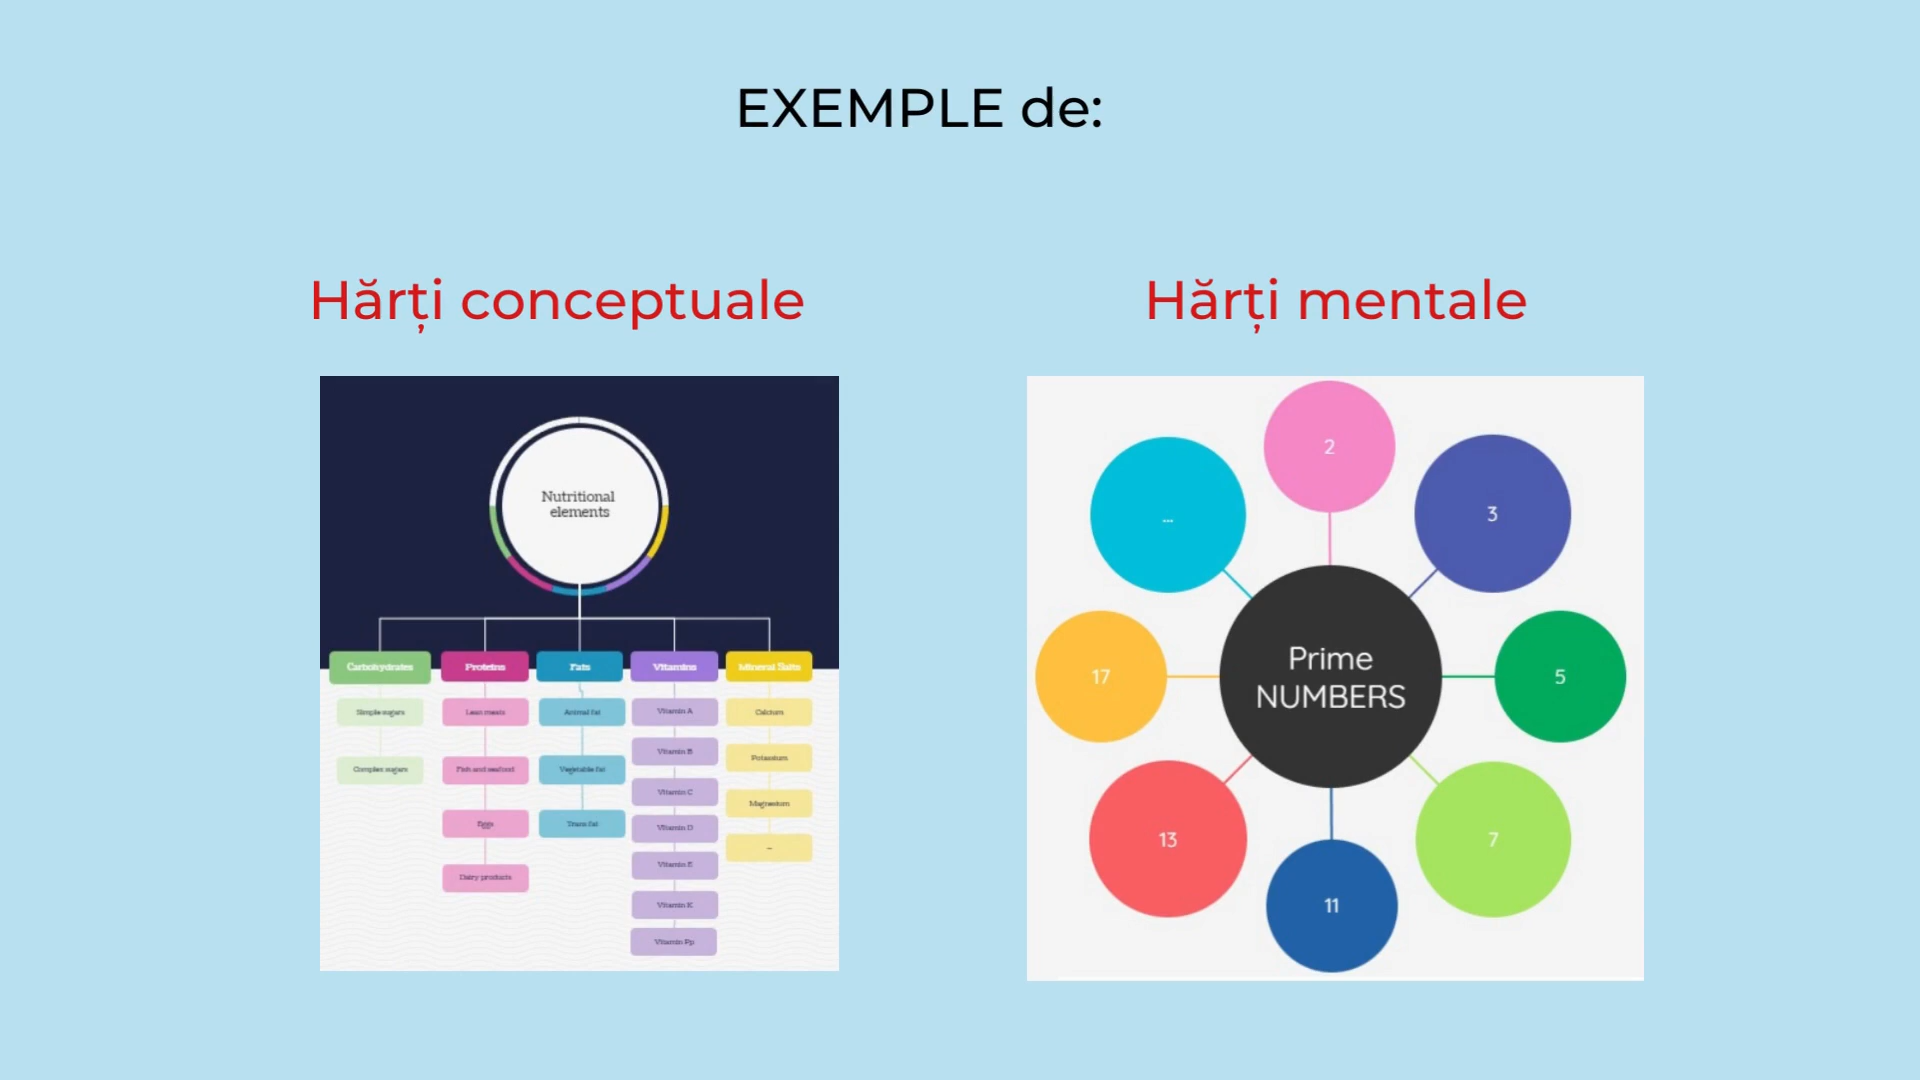 EXEMPLE de:
Hărți conceptuale
Hărți mentale
Nutritional
elements
Carbohydrates
Proteins
Fats
Vitamins
Mineral Salts
Simple sugars
Complex sugars
Lean meats
Fish and seafood
Eggs
Dairy products
Animal fat
Vegetable fat
Trans fat
Vitamin A
Vitamin B
Vitamin C
Vitamin D
Vitamin E
Vitamin K
Vitamin Pp
Calcium
Potassium
Magnesium
...
Prime
NUMBERS
2
3
5
7
11
13
17
...